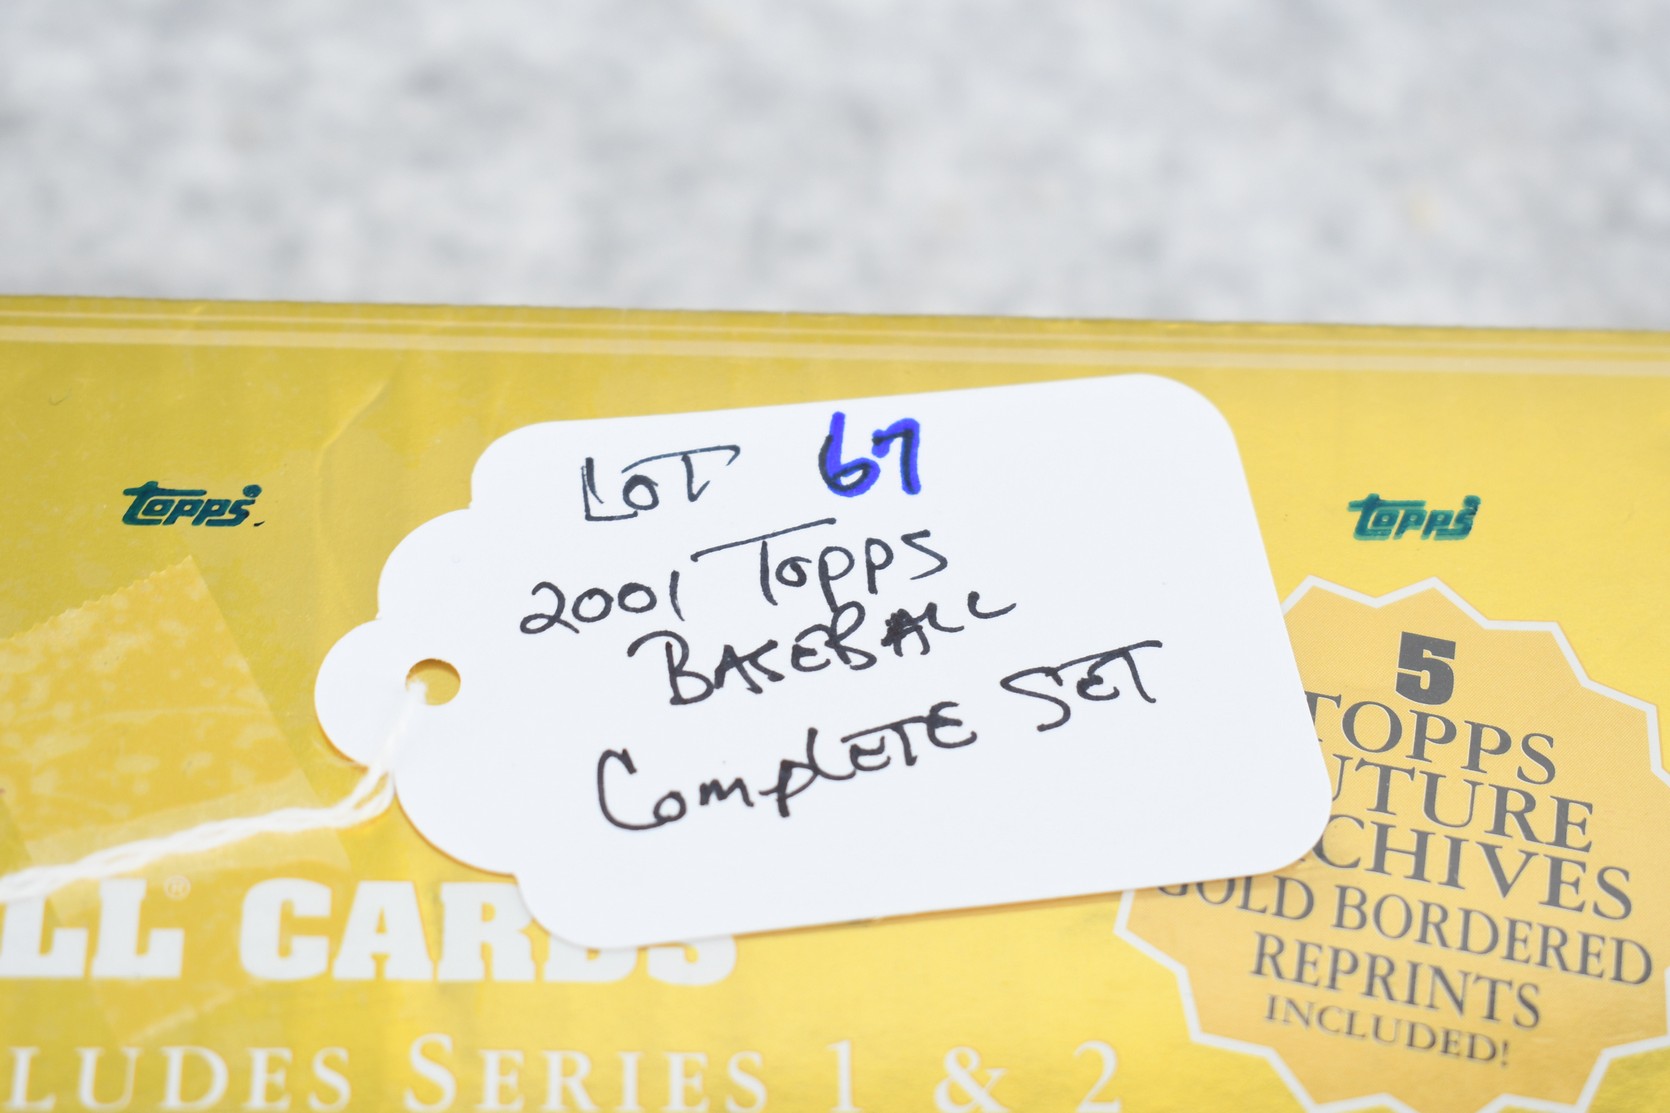 LOT 67
2001 Topps
BASEBALL
ComplETE SET
topps
topps
5
TOPPS
UTURE
CHIVES
GOLD BORDERED
REPRINTS
INCLUDED!
LL® CARDS
LUDES SERIES 1 & 2